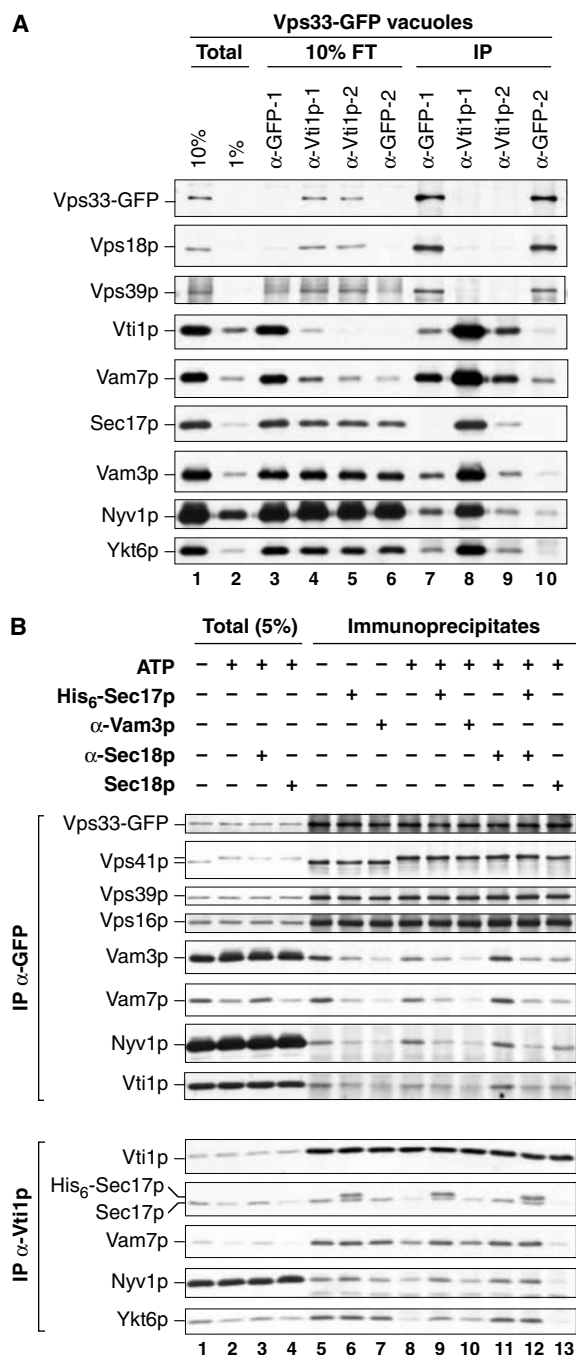 A
Vps33-GFP vacuoles
Total 10% FT IP
10% 1% α-GFP-1 α-Vti1p-1 α-Vti1p-2 α-GFP-2 α-GFP-1 α-Vti1p-1 α-Vti1p-2 α-GFP-2
Vps33-GFP
Vps18p
Vps39p
Vti1p
Vam7p
Sec17p
Vam3p
Nyv1p
Ykt6p
1 2 3 4 5 6 7 8 9 10
B
Total (5%) Immunoprecipitates
ATP – + + + – – – + + + + + +
His6-Sec17p – – – – – + – – + – – + –
α-Vam3p – – – – – – + – – + – – –
α-Sec18p – – + – – – – – – – + + –
Sec18p – – – + – – – – – – – – +
IP α-GFP
Vps33-GFP
Vps41p
Vps39p
Vps16p
Vam3p
Vam7p
Nyv1p
Vti1p
IP α-Vti1p
Vti1p
His6-Sec17p
Sec17p
Vam7p
Nyv1p
Ykt6p
1 2 3 4 5 6 7 8 9 10 11 12 13